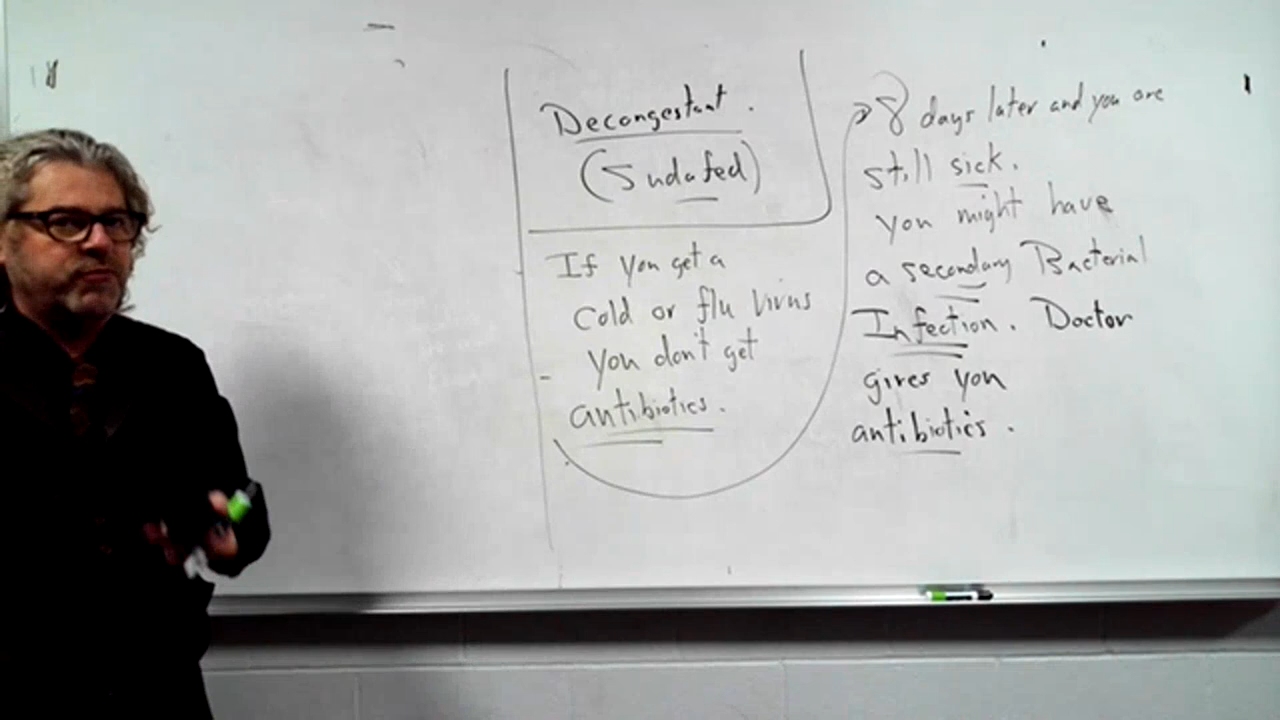 Decongestant.
(Sudafed)
If you get a
cold or flu virus
you don't get
antibiotics.
8 days later and you are
still sick.
you might have
a secondary Bacterial
Infection. Doctor
gives you
antibiotics.